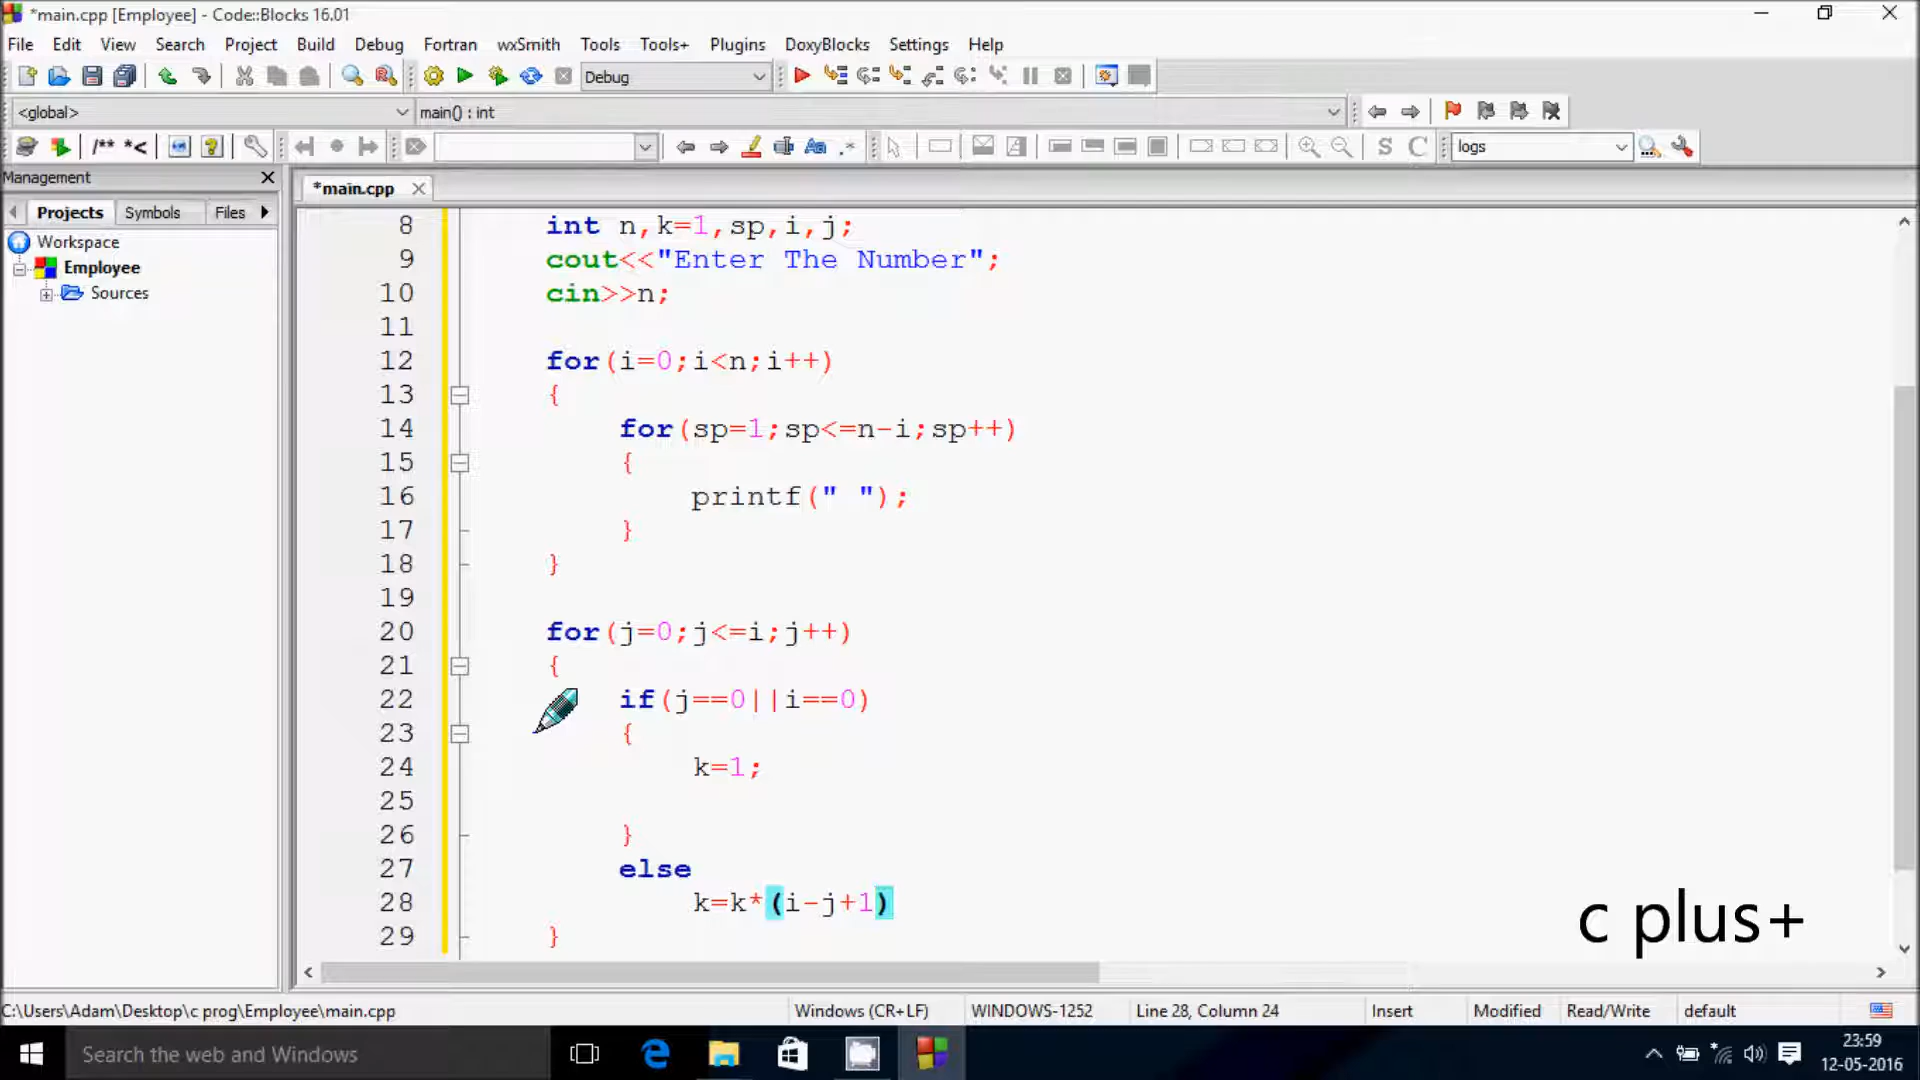 *main.cpp [Employee] - Code::Blocks 16.01
File Edit View Search Project Build Debug Fortran wxSmith Tools Tools+ Plugins DoxyBlocks Settings Help
Debug
<global> main() : int
/** *< logs
S C
Management
*main.cpp
Projects Symbols Files
Workspace
Employee
Sources
8 int n,k=1,sp,i,j;
9 cout<<"Enter The Number";
10 cin>>n;
11
12 for(i=0;i<n;i++)
13 {
14 for(sp=1;sp<=n-i;sp++)
15 {
16 printf(" ");
17 }
18 }
19
20 for(j=0;j<=i;j++)
21 {
22 if(j==0||i==0)
23 {
24 k=1;
25
26 }
27 else
28 k=k*(i-j+1)
29 }
c plus+
C:\Users\Adam\Desktop\c prog\Employee\main.cpp Windows (CR+LF) WINDOWS-1252 Line 28, Column 24 Insert Modified Read/Write default
Search the web and Windows
23:59
12-05-2016